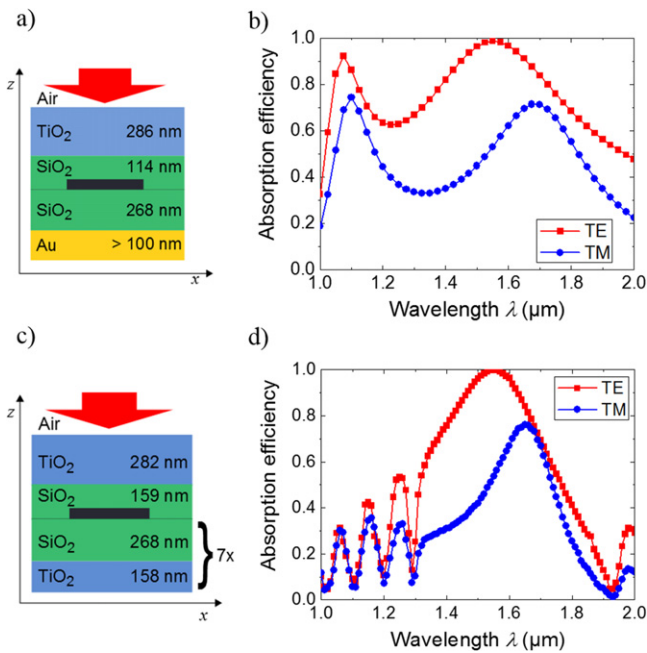 a)
z
Air
TiO₂ 286 nm
SiO₂ 114 nm
SiO₂ 268 nm
Au > 100 nm
x
b)
Absorption efficiency
1.0
0.8
0.6
0.4
0.2
0.0
TE
TM
1.0 1.2 1.4 1.6 1.8 2.0
Wavelength λ (µm)
c)
z
Air
TiO₂ 282 nm
SiO₂ 159 nm
SiO₂ 268 nm
7x
TiO₂ 158 nm
x
d)
Absorption efficiency
1.0
0.8
0.6
0.4
0.2
0.0
TE
TM
1.0 1.2 1.4 1.6 1.8 2.0
Wavelength λ (µm)